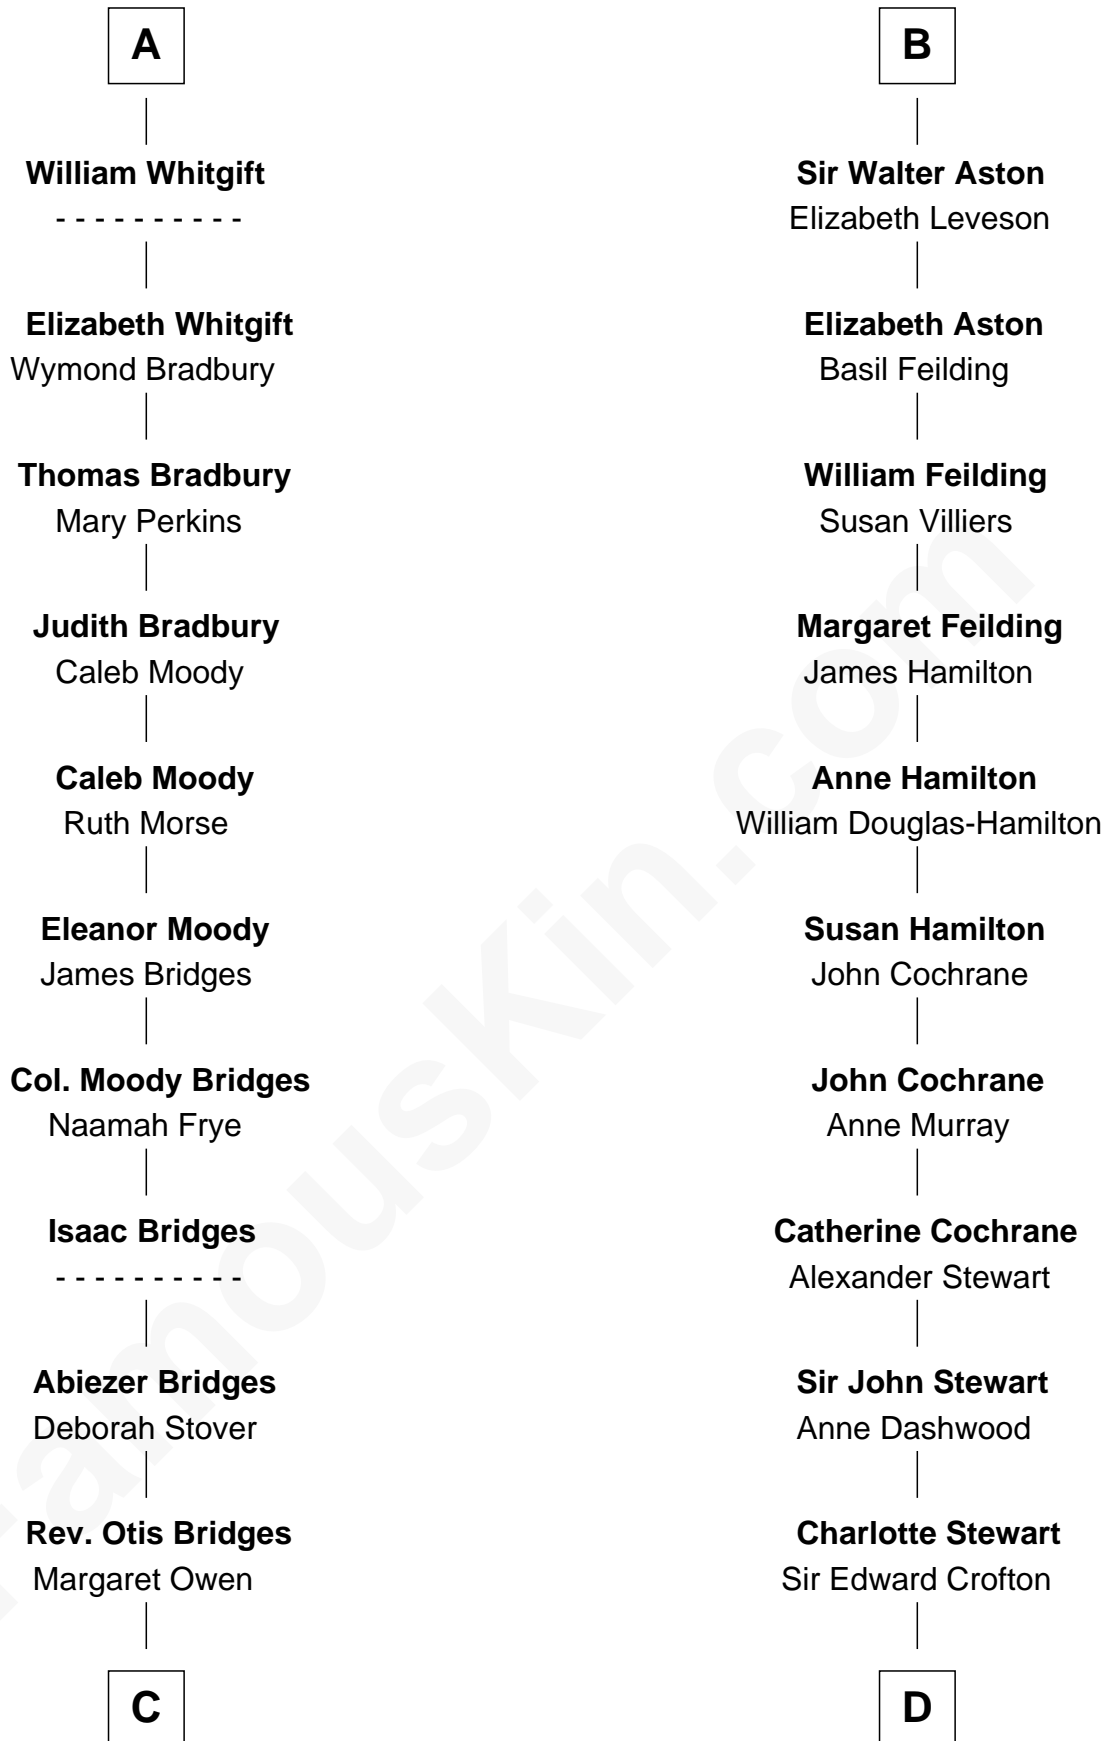 A
William Whitgift
- - - - - - - - - -
Elizabeth Whitgift
Wymond Bradbury
Thomas Bradbury
Mary Perkins
Judith Bradbury
Caleb Moody
Caleb Moody
Ruth Morse
Eleanor Moody
James Bridges
Col. Moody Bridges
Naamah Frye
Isaac Bridges
- - - - - - - - - -
Abiezer Bridges
Deborah Stover
Rev. Otis Bridges
Margaret Owen
C
B
Sir Walter Aston
Elizabeth Leveson
Elizabeth Aston
Basil Feilding
William Feilding
Susan Villiers
Margaret Feilding
James Hamilton
Anne Hamilton
William Douglas-Hamilton
Susan Hamilton
John Cochrane
John Cochrane
Anne Murray
Catherine Cochrane
Alexander Stewart
Sir John Stewart
Anne Dashwood
Charlotte Stewart
Sir Edward Crofton
D
FamousKin.com